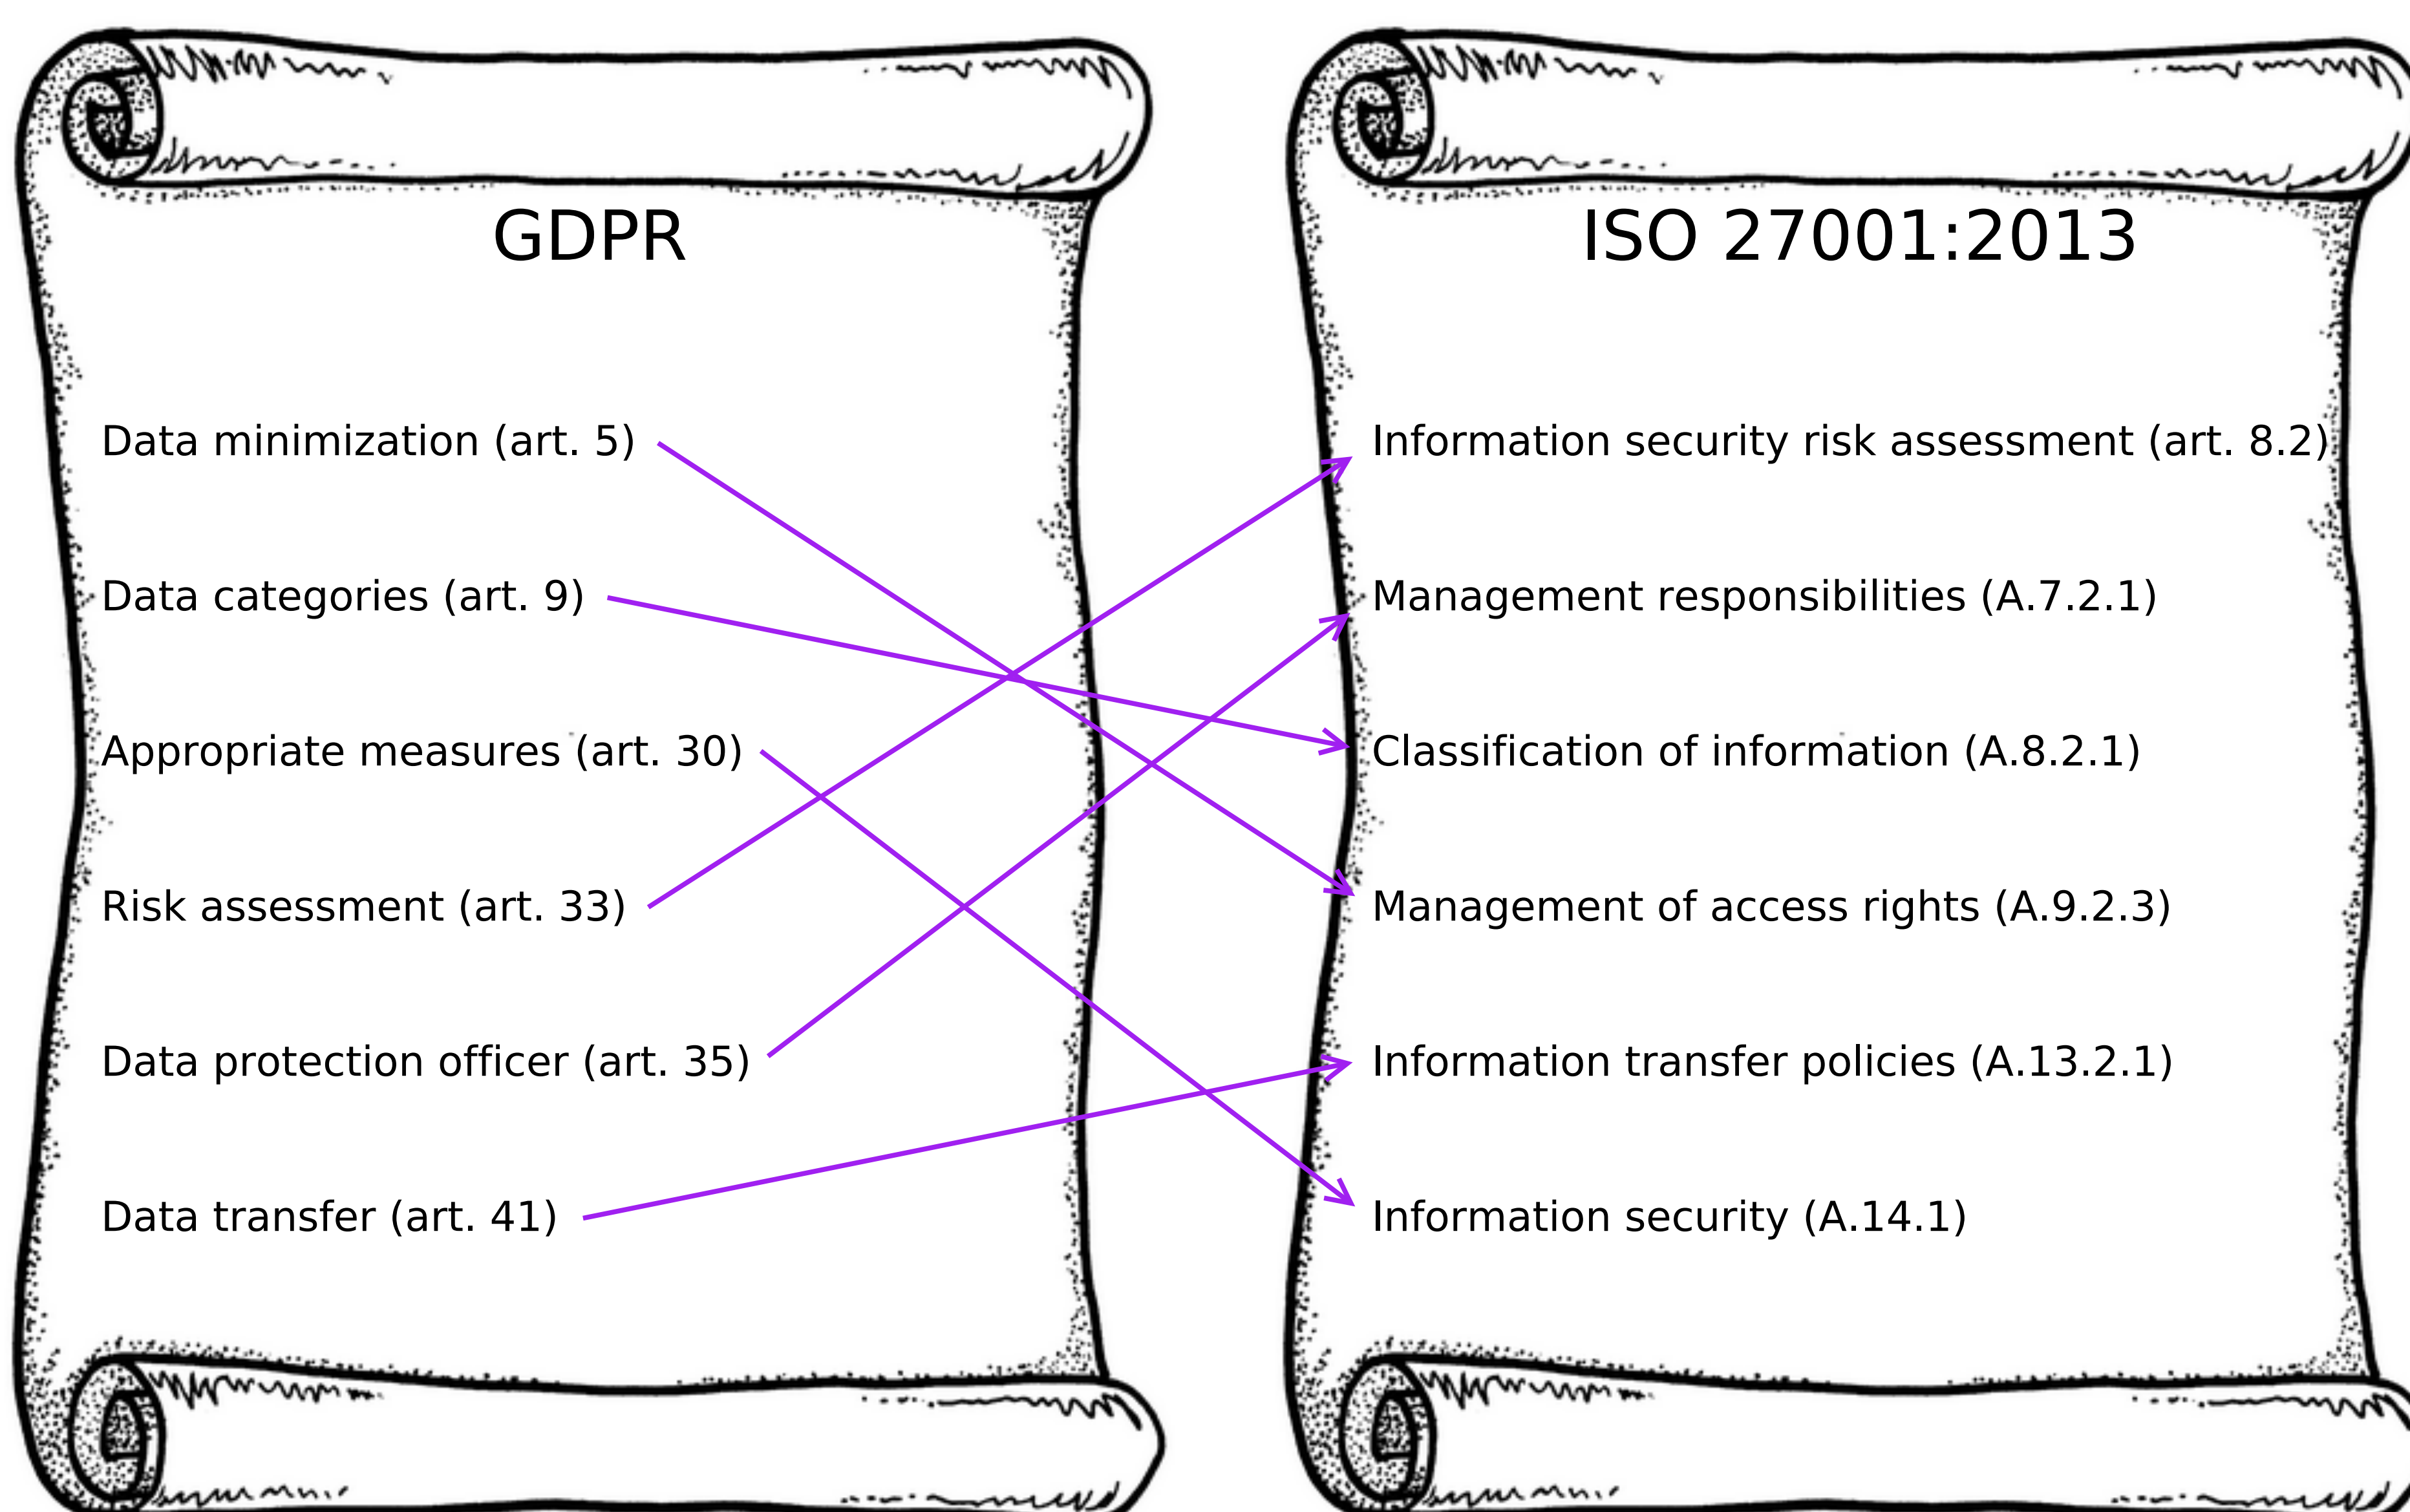 GDPR
Data minimization (art. 5)
Data categories (art. 9)
Appropriate measures (art. 30)
Risk assessment (art. 33)
Data protection officer (art. 35)
Data transfer (art. 41)
ISO 27001:2013
Information security risk assessment (art. 8.2)
Management responsibilities (A.7.2.1)
Classification of information (A.8.2.1)
Management of access rights (A.9.2.3)
Information transfer policies (A.13.2.1)
Information security (A.14.1)